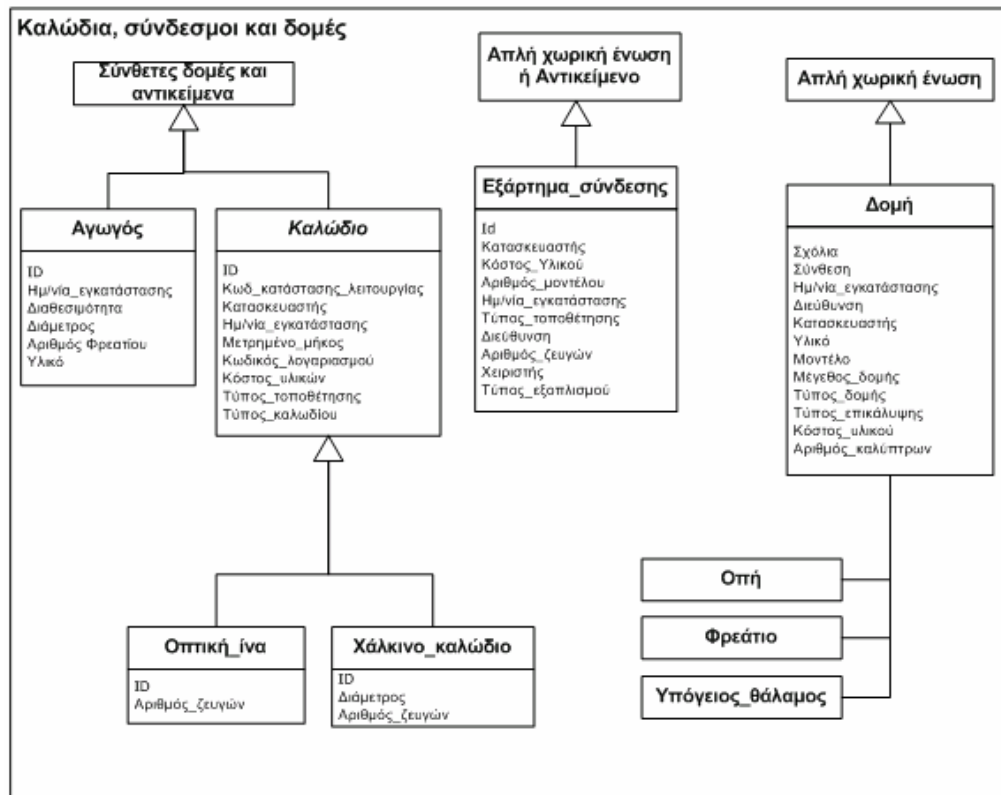 Καλώδια, σύνδεσμοι και δομές
Σύνθετες δομές και
αντικείμενα
Αγωγός
ID
Ημ/νία_εγκατάστασης
Διαθεσιμότητα
Διάμετρος
Αριθμός Φρεατίου
Υλικό
Καλώδιο
ID
Κωδ_κατάστασης_λειτουργίας
Κατασκευαστής
Ημ/νία_εγκατάστασης
Μετρημένο_μήκος
Κωδικός_λογαριασμού
Κόστος_υλικών
Τύπος_τοποθέτησης
Τύπος_καλωδίου
Οπτική_ίνα
ID
Αριθμός_ζευγών
Χάλκινο_καλώδιο
ID
Διάμετρος
Αριθμός_ζευγών
Απλή χωρική ένωση
ή Αντικείμενο
Εξάρτημα_σύνδεσης
Id
Κατασκευαστής
Κόστος_Υλικού
Αριθμός_μοντέλου
Ημ/νία_εγκατάστασης
Τύπος_τοποθέτησης
Διεύθυνση
Αριθμός_ζευγών
Χειριστής
Τύπος_εξοπλισμού
Απλή χωρική ένωση
Δομή
Σχόλια
Σύνθεση
Ημ/νία_εγκατάστασης
Διεύθυνση
Κατασκευαστής
Υλικό
Μοντέλο
Μέγεθος_δομής
Τύπος_δομής
Τύπος_επικάλυψης
Κόστος_υλικού
Αριθμός_καλύπτρων
Οπή
Φρεάτιο
Υπόγειος_θάλαμος